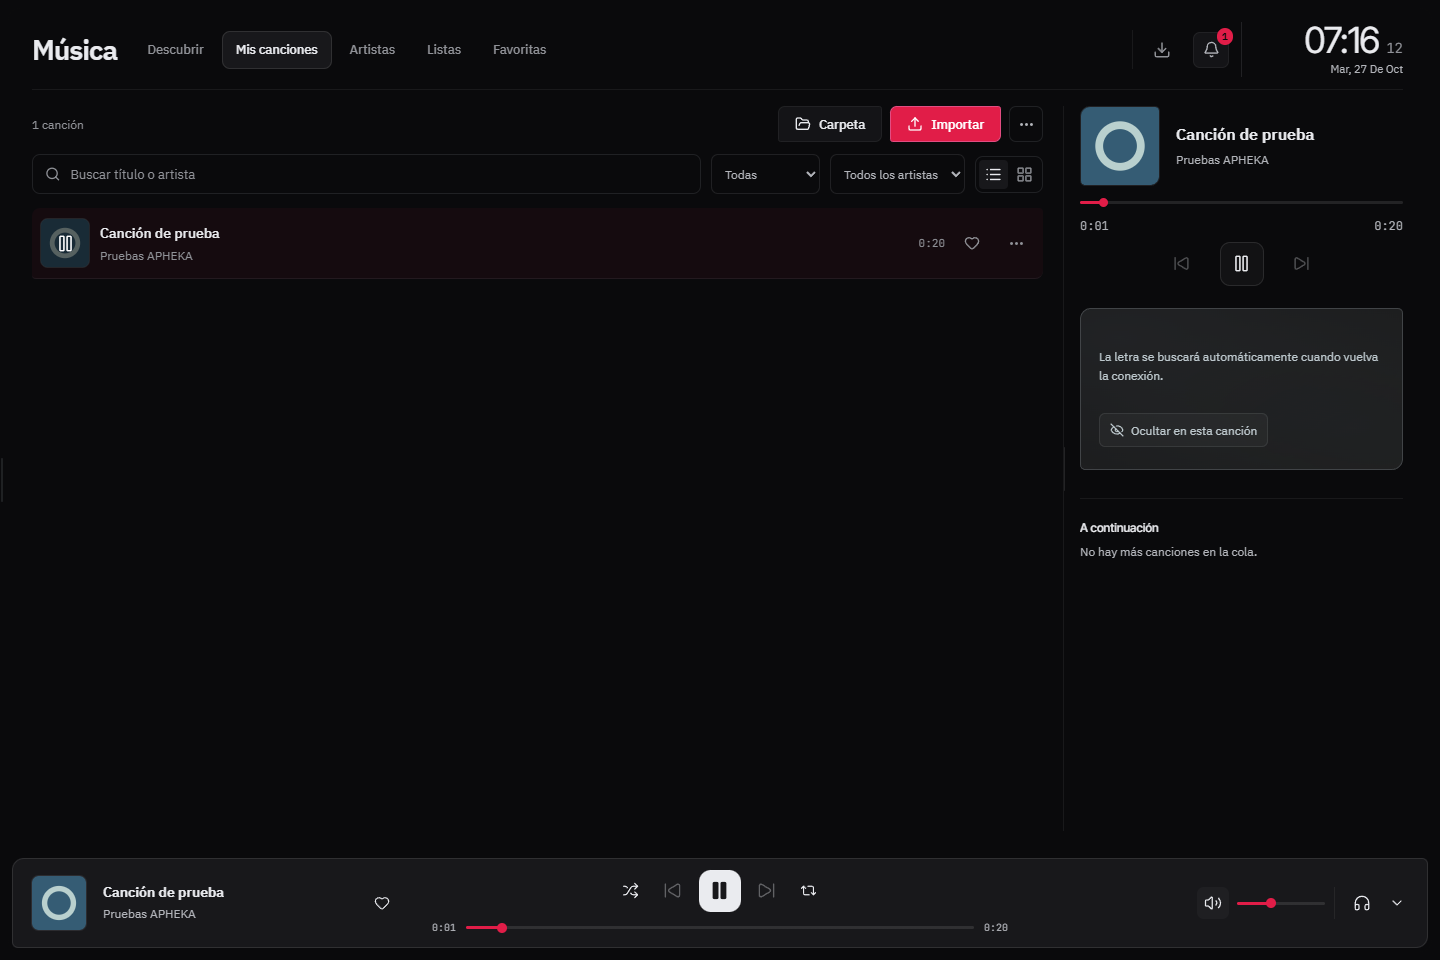 Música
Descubrir
Mis canciones
Artistas
Listas
Favoritas
1
07:16 12
Mar, 27 De Oct
1 canción
Carpeta
Importar
Buscar título o artista
Todas
Todos los artistas
Canción de prueba
Pruebas APHEKA
0:20
Canción de prueba
Pruebas APHEKA
0:01
0:20
La letra se buscará automáticamente cuando vuelva
la conexión.
Ocultar en esta canción
A continuación
No hay más canciones en la cola.
Canción de prueba
Pruebas APHEKA
0:01
0:20